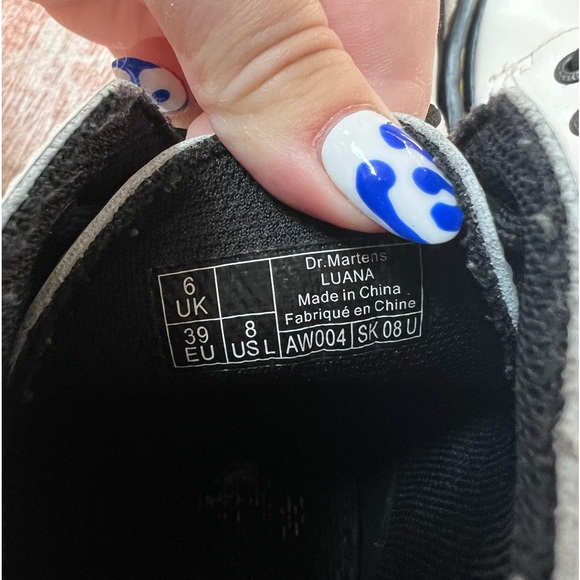 6
UK
39
EU
8
US L
Dr.Martens
LUANA
Made in China
Fabriqué en Chine
AW004 SK 08 U